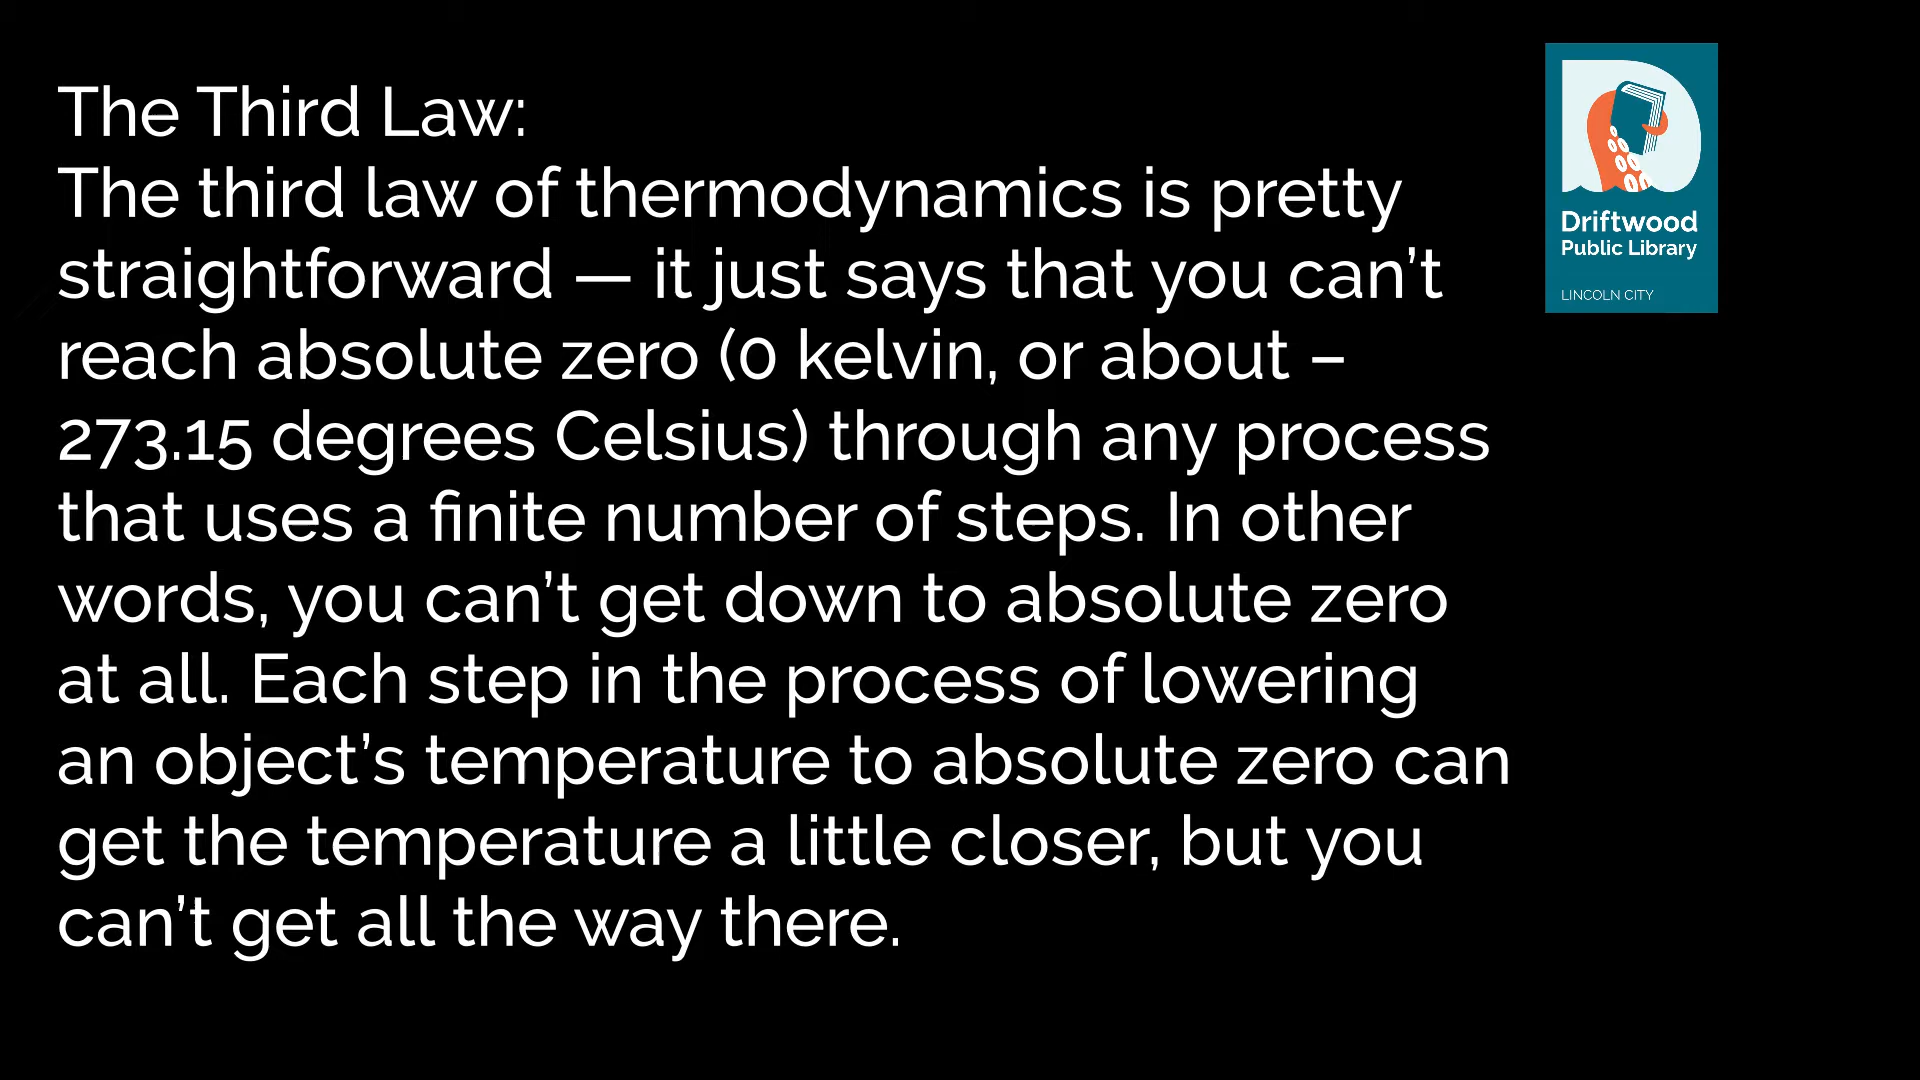 The Third Law:
The third law of thermodynamics is pretty
straightforward — it just says that you can’t
reach absolute zero (0 kelvin, or about –
273.15 degrees Celsius) through any process
that uses a finite number of steps. In other
words, you can’t get down to absolute zero
at all. Each step in the process of lowering
an object’s temperature to absolute zero can
get the temperature a little closer, but you
can’t get all the way there.
Driftwood
Public Library
LINCOLN CITY